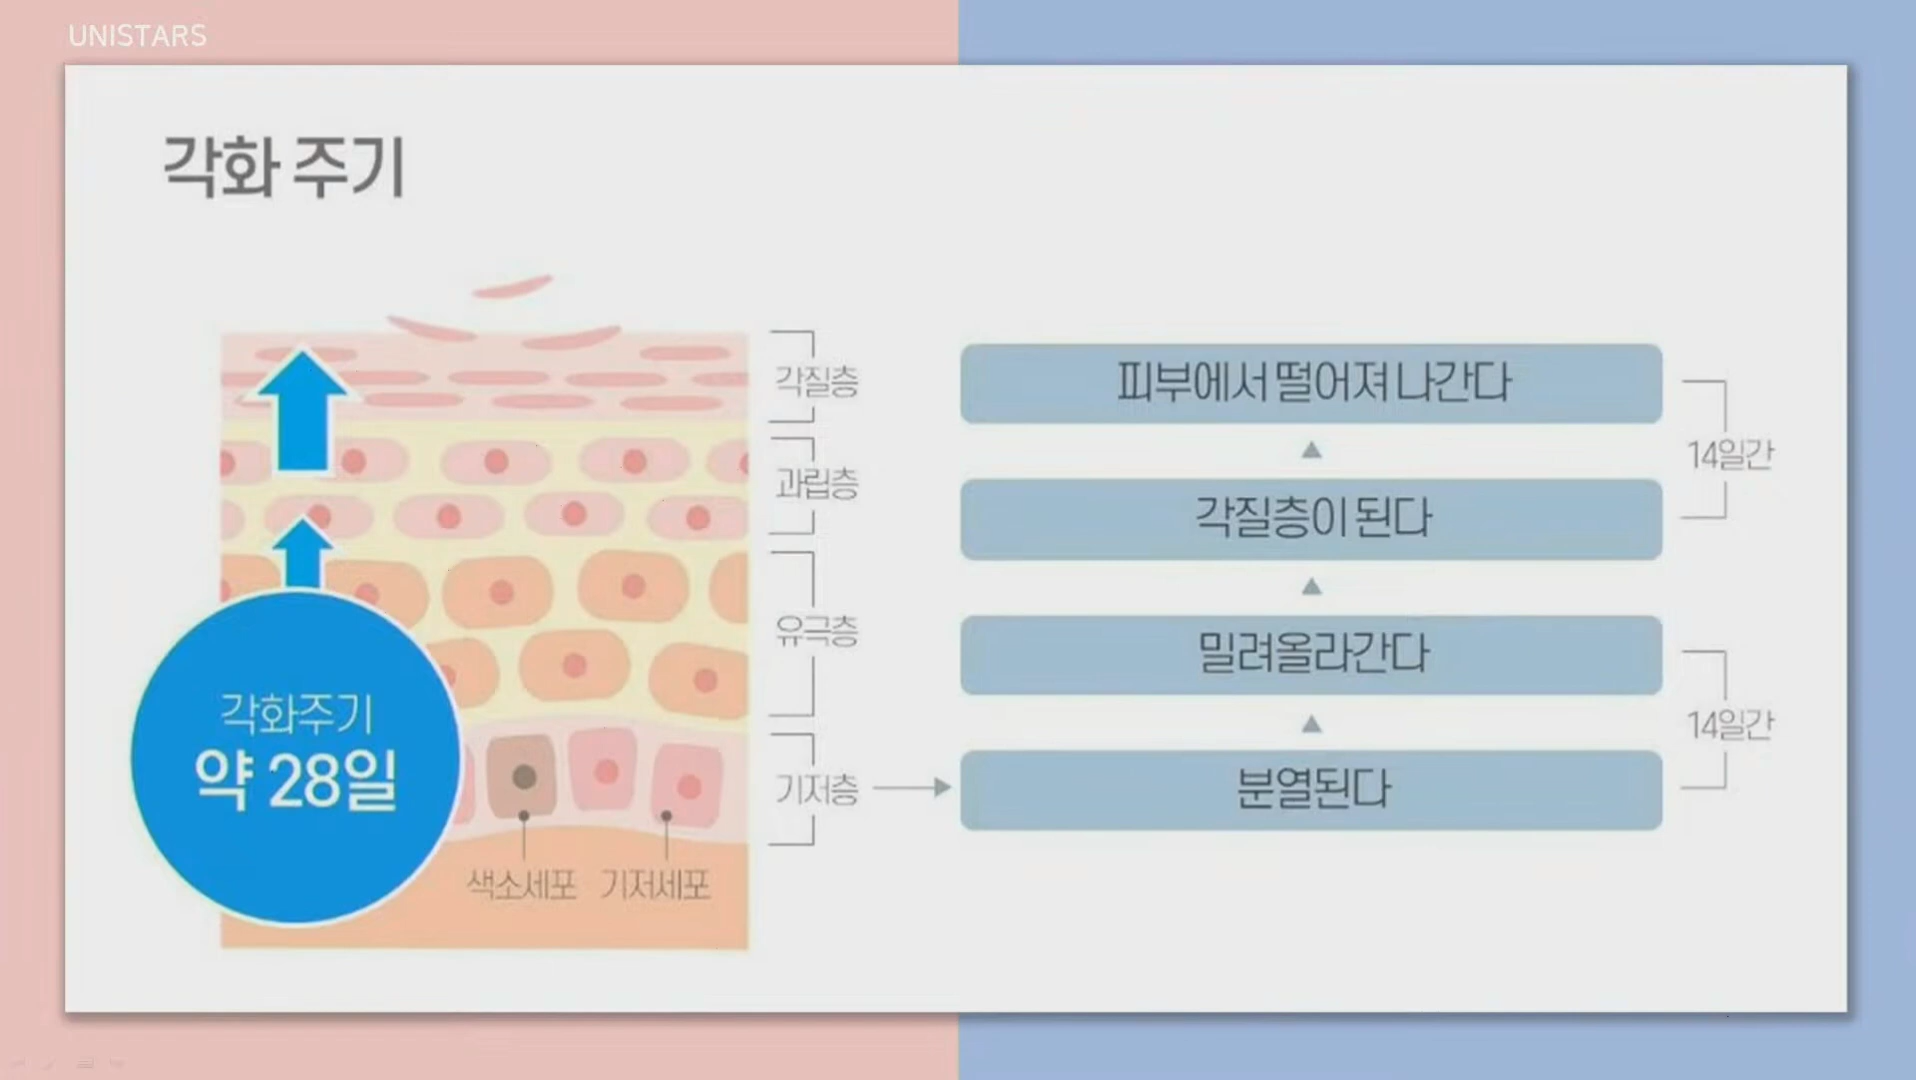 UNISTARS
각화 주기
각질층
과립층
유극층
기저층
각화주기
약 28일
색소세포 기저세포
피부에서 떨어져 나간다
각질층이 된다
밀려올라간다
분열된다
14일간
14일간